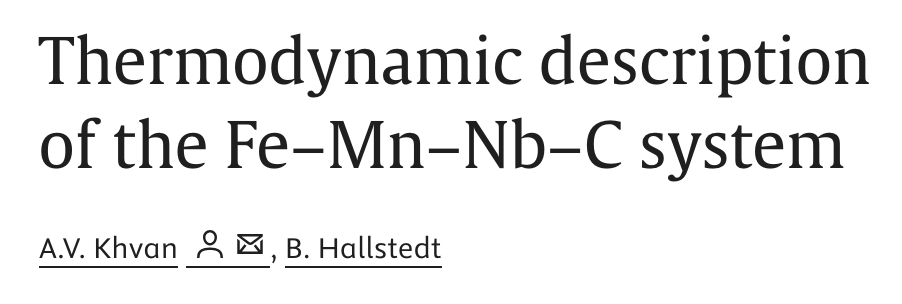 Thermodynamic description
of the Fe–Mn–Nb–C system
A.V. Khvan, B. Hallstedt